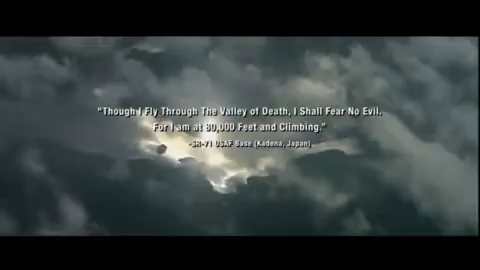 "Though I Fly Through The Valley of Death, I Shall Fear No Evil.
For I am at 80,000 Feet and Climbing."
-SR-71 USAF Base (Kadena, Japan)